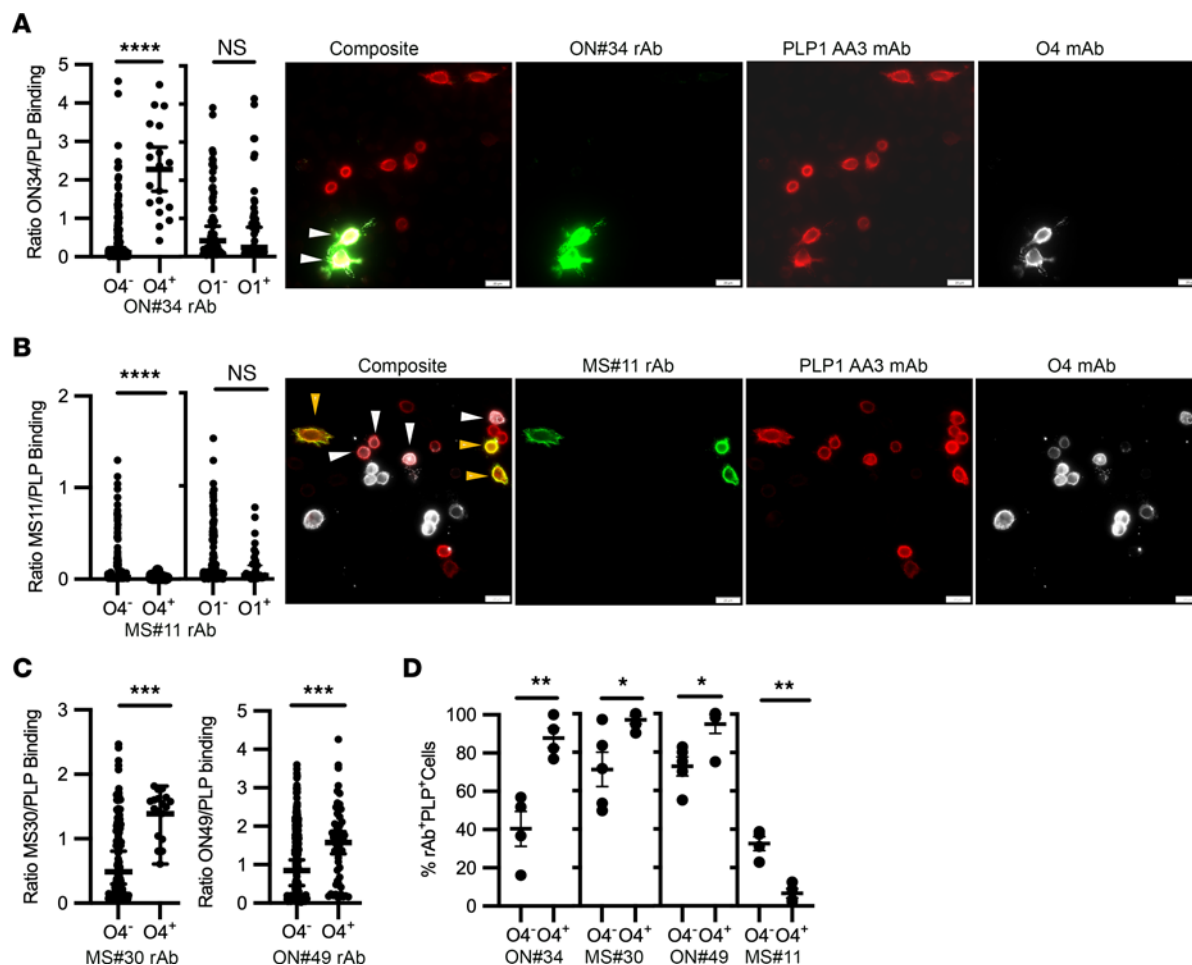 A
Composite
ON#34 rAb
PLP1 AA3 mAb
O4 mAb
****
NS
Ratio ON34/PLP Binding
5
4
3
2
1
0
O4⁻
O4⁺
O1⁻
O1⁺
ON#34 rAb
B
Composite
MS#11 rAb
PLP1 AA3 mAb
O4 mAb
****
NS
Ratio MS11/PLP Binding
2
1
0
O4⁻
O4⁺
O1⁻
O1⁺
MS#11 rAb
C
***
Ratio MS30/PLP Binding
3
2
1
0
O4⁻
O4⁺
MS#30 rAb
***
Ratio ON49/PLP binding
5
4
3
2
1
0
O4⁻
O4⁺
ON#49 rAb
D
**
*
*
**
% rAb⁺PLP⁺Cells
100
80
60
40
20
0
O4⁻O4⁺
O4⁻O4⁺
O4⁻O4⁺
O4⁻O4⁺
ON#34
MS#30
ON#49
MS#11